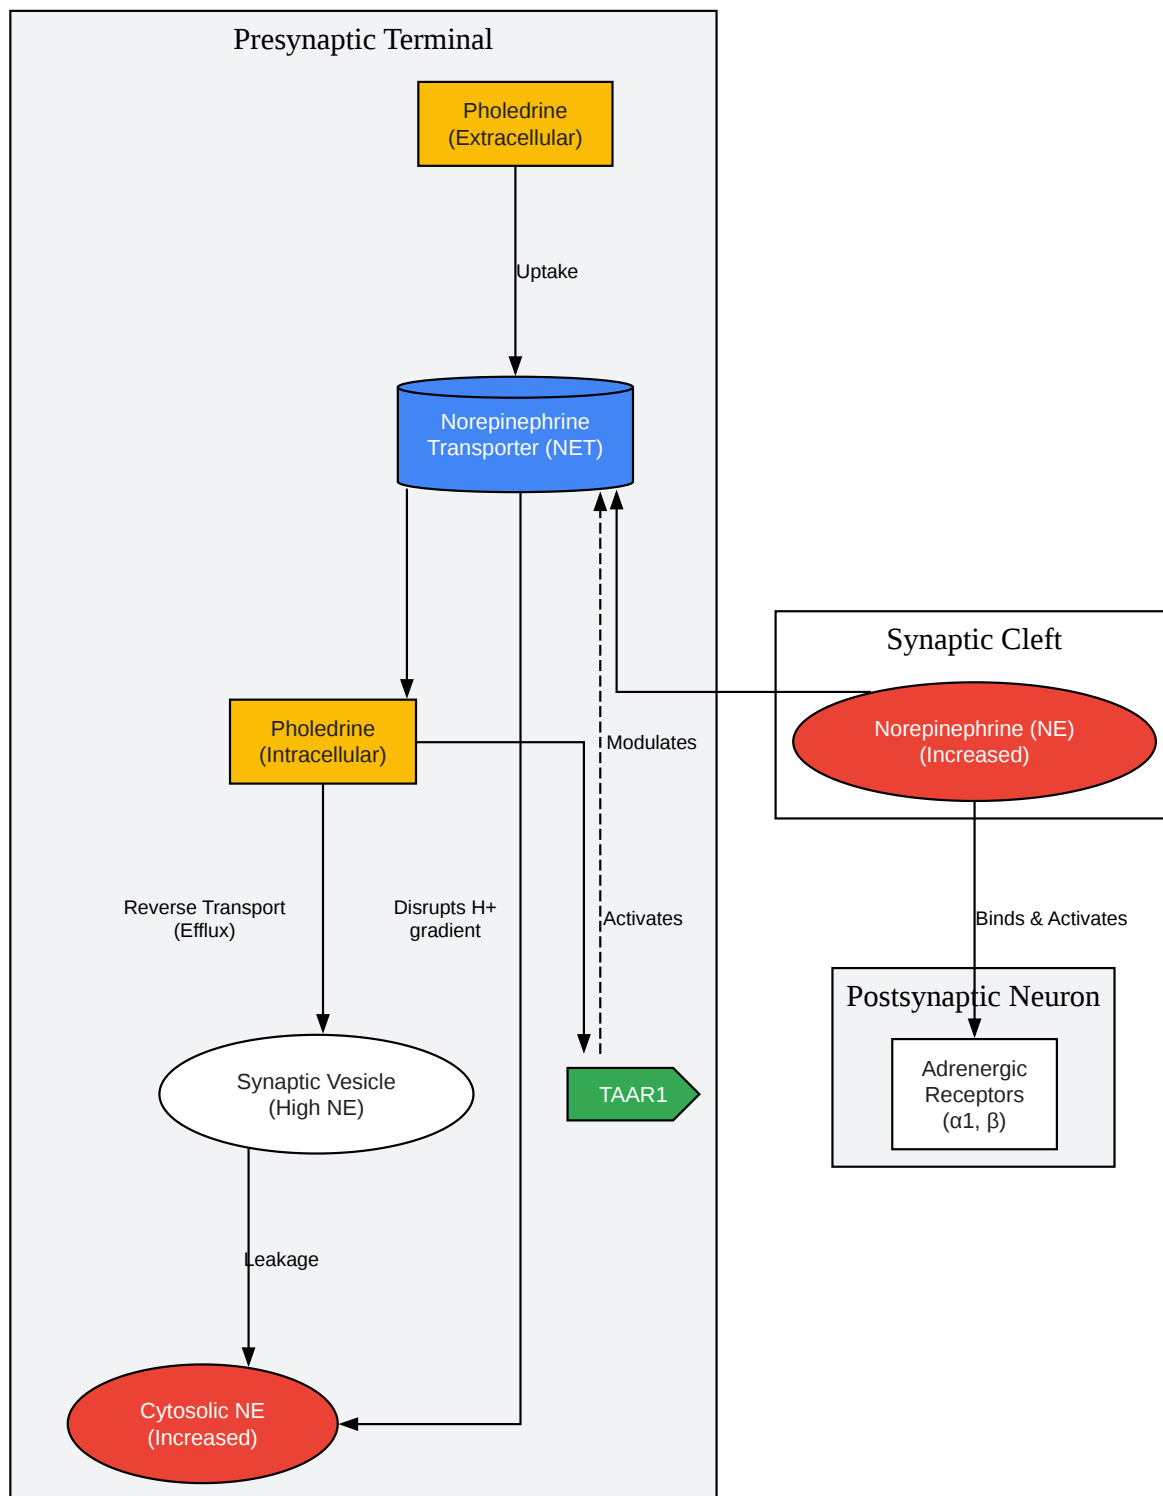 Presynaptic Terminal
Pholedrine
(Extracellular)
Uptake
Norepinephrine
Transporter (NET)
Synaptic Cleft
Norepinephrine (NE)
(Increased)
Pholedrine
(Intracellular)
Modulates
Reverse Transport
(Efflux)
Disrupts H+
gradient
Activates
Binds & Activates
Postsynaptic Neuron
Adrenergic
Receptors
(α1, β)
Synaptic Vesicle
(High NE)
TAAR1
Leakage
Cytosolic NE
(Increased)